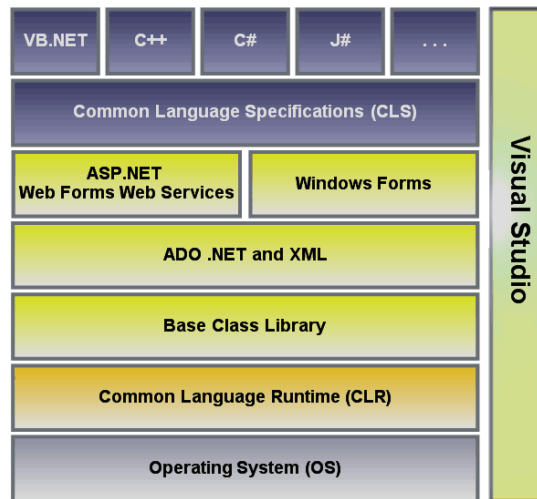 VB.NET
C++
C#
J#
. . .
Common Language Specifications (CLS)
ASP.NET
Web Forms Web Services
Windows Forms
ADO .NET and XML
Base Class Library
Common Language Runtime (CLR)
Operating System (OS)
Visual Studio